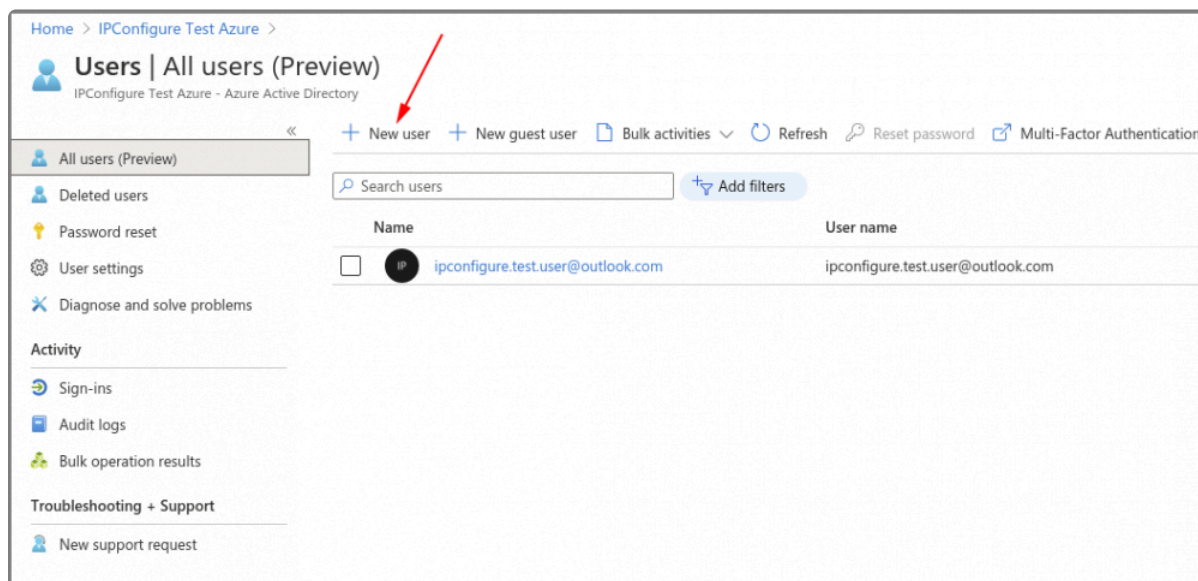 Home > IPConfigure Test Azure >
Users | All users (Preview)
IPConfigure Test Azure - Azure Active Directory
«
All users (Preview)
Deleted users
Password reset
User settings
Diagnose and solve problems
Activity
Sign-ins
Audit logs
Bulk operation results
Troubleshooting + Support
New support request
+ New user + New guest user Bulk activities Refresh Reset password Multi-Factor Authentication
Search users Add filters
Name User name
IP ipconfigure.test.user@outlook.com ipconfigure.test.user@outlook.com